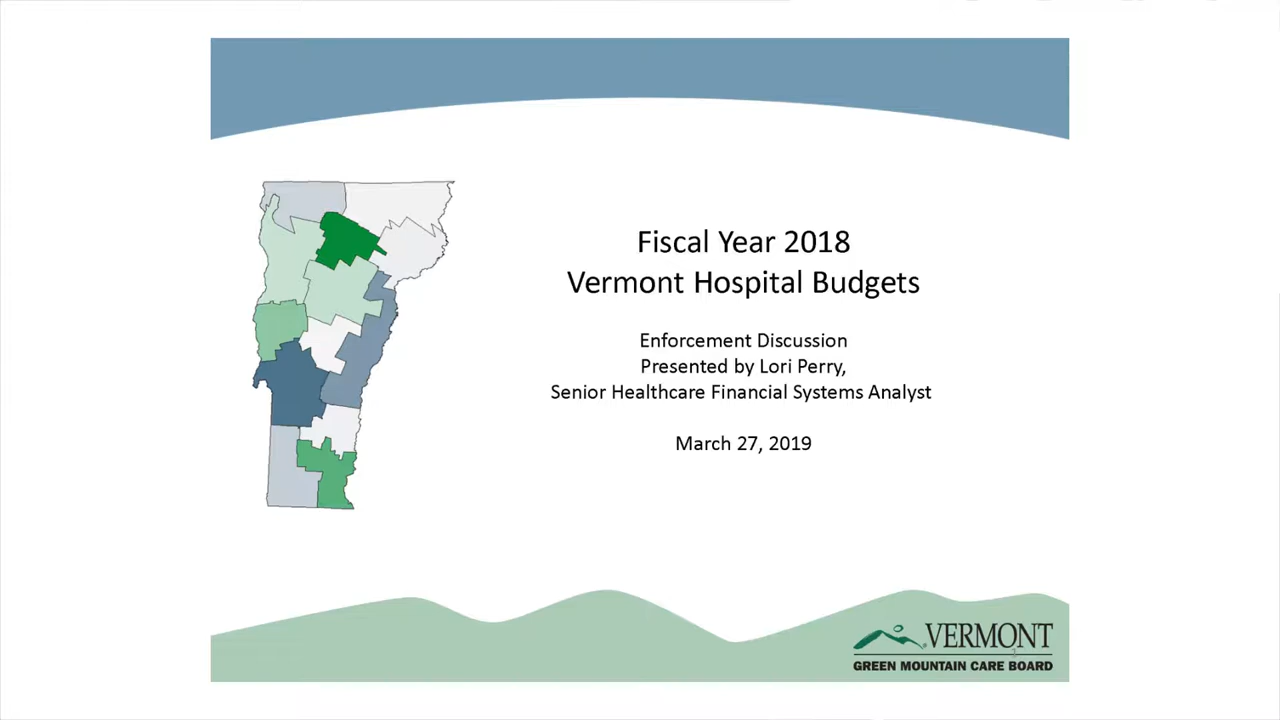 Fiscal Year 2018
Vermont Hospital Budgets
Enforcement Discussion
Presented by Lori Perry,
Senior Healthcare Financial Systems Analyst
March 27, 2019
VERMONT
GREEN MOUNTAIN CARE BOARD